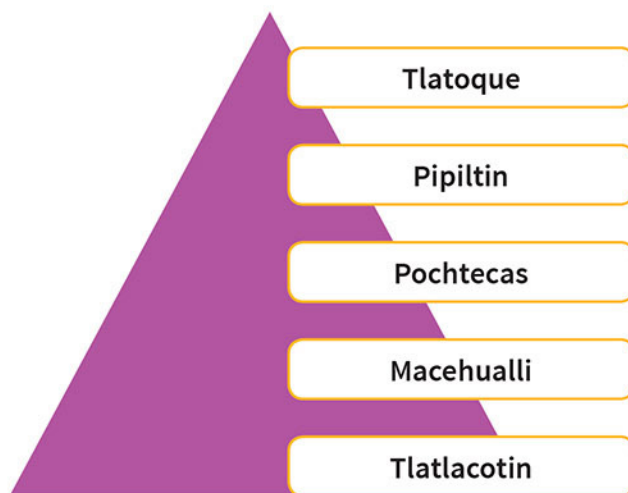 Tlatoque
Pipiltin
Pochtecas
Macehualli
Tlatlacotin